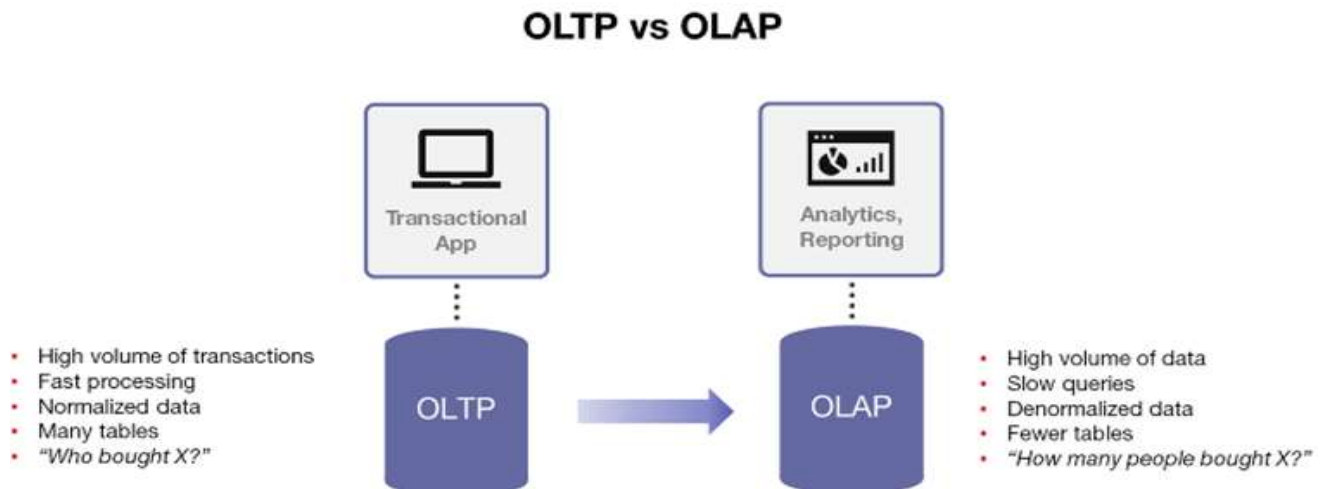 OLTP vs OLAP
Transactional
App
Analytics,
Reporting
• High volume of transactions
• Fast processing
• Normalized data
• Many tables
• “Who bought X?”
OLTP
OLAP
• High volume of data
• Slow queries
• Denormalized data
• Fewer tables
• “How many people bought X?”